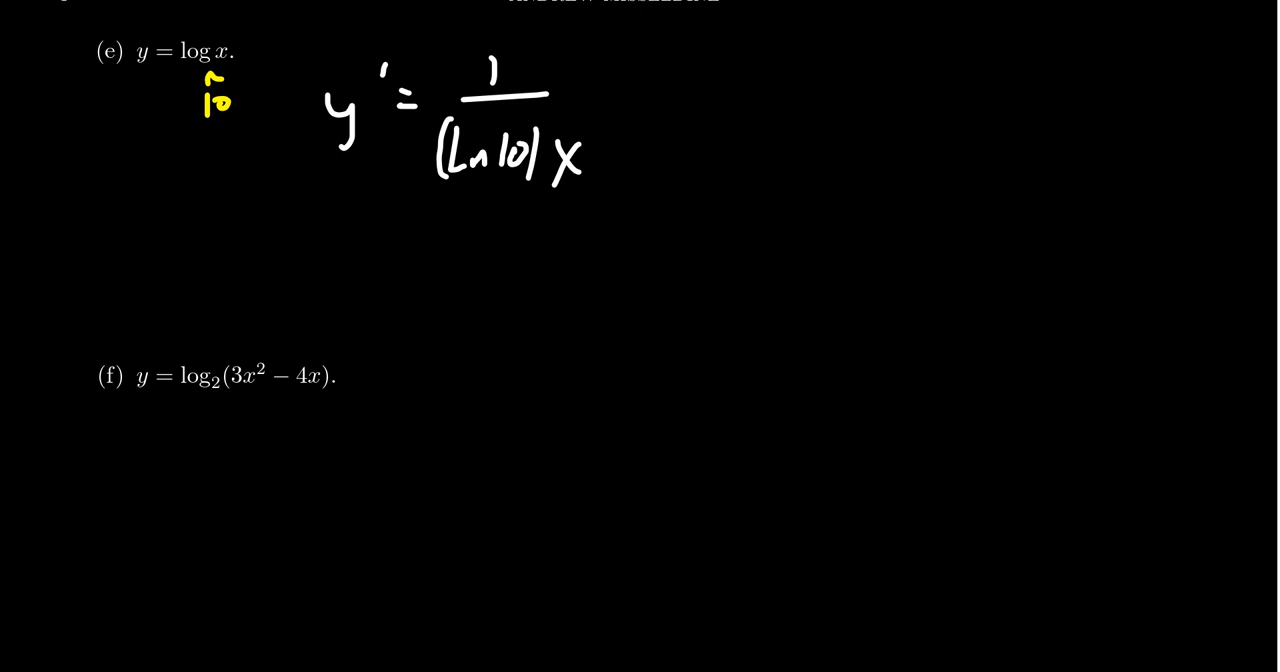 (e) y = log x.
10
y' = 1 / (Ln 10) x
(f) y = log₂(3x² − 4x).